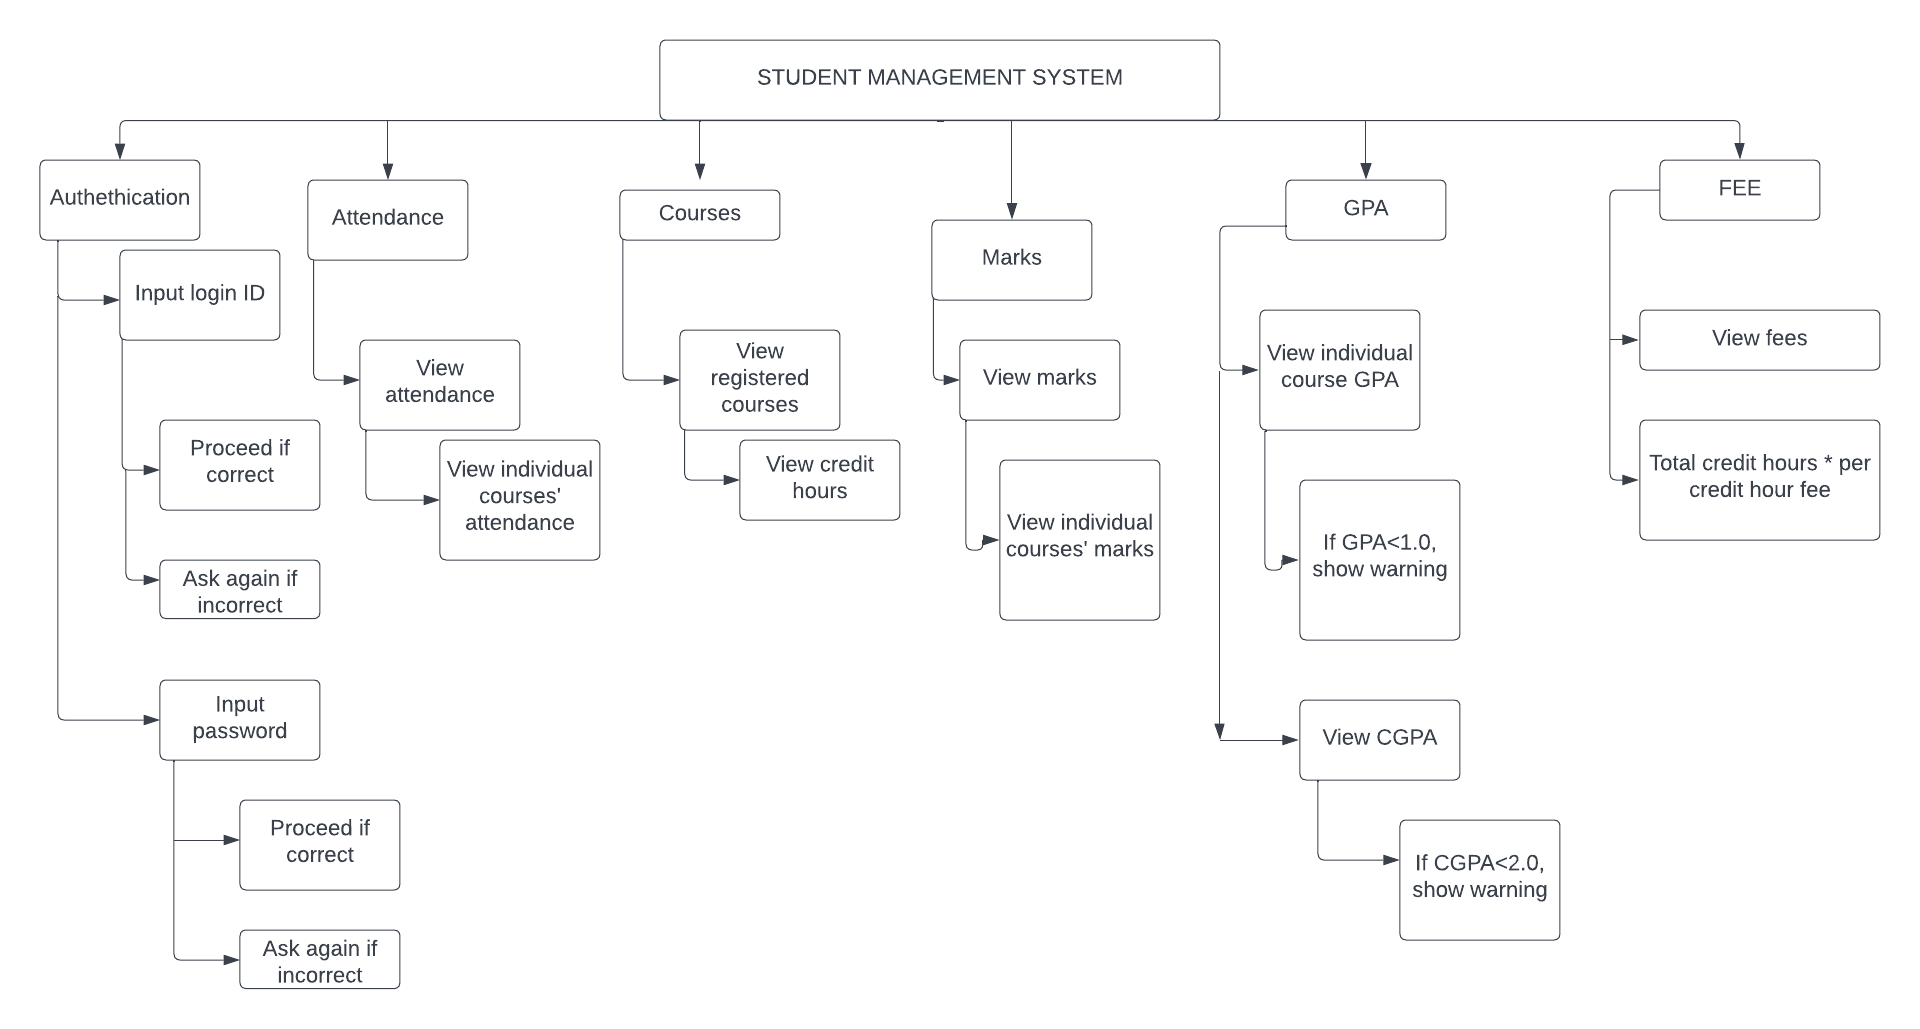 STUDENT MANAGEMENT SYSTEM
Authethication
Input login ID
Proceed if
correct
Ask again if
incorrect
Input
password
Proceed if
correct
Ask again if
incorrect
Attendance
View
attendance
View individual
courses'
attendance
Courses
View
registered
courses
View credit
hours
Marks
View marks
View individual
courses' marks
GPA
View individual
course GPA
If GPA<1.0,
show warning
View CGPA
If CGPA<2.0,
show warning
FEE
View fees
Total credit hours * per
credit hour fee